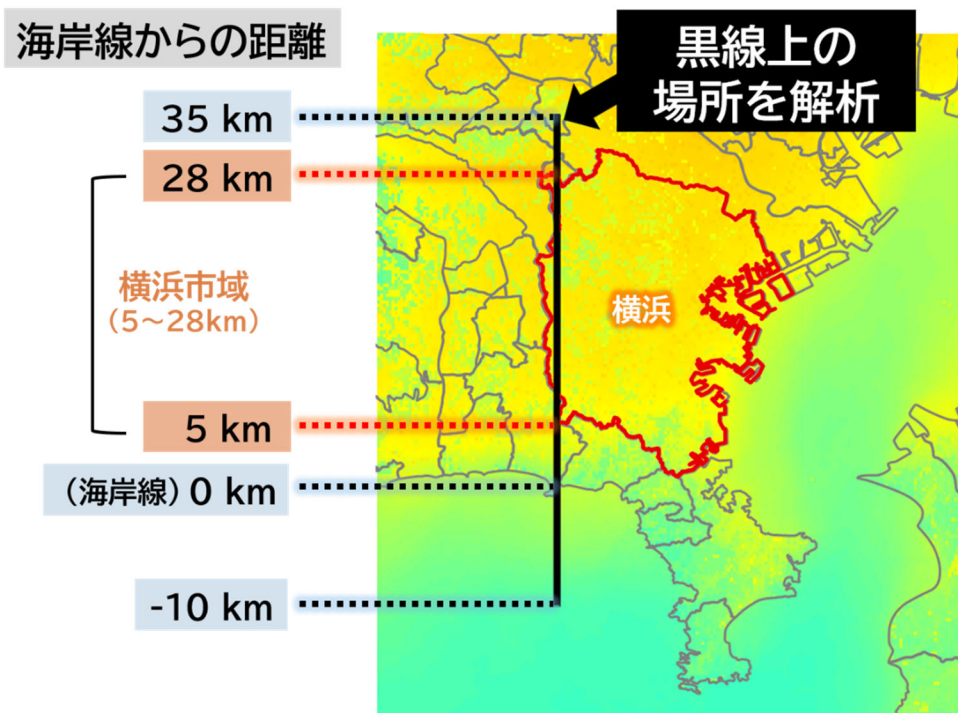 海岸線からの距離
黒線上の
場所を解析
35 km
28 km
横浜市域
（5～28km）
横浜
5 km
（海岸線）0 km
-10 km